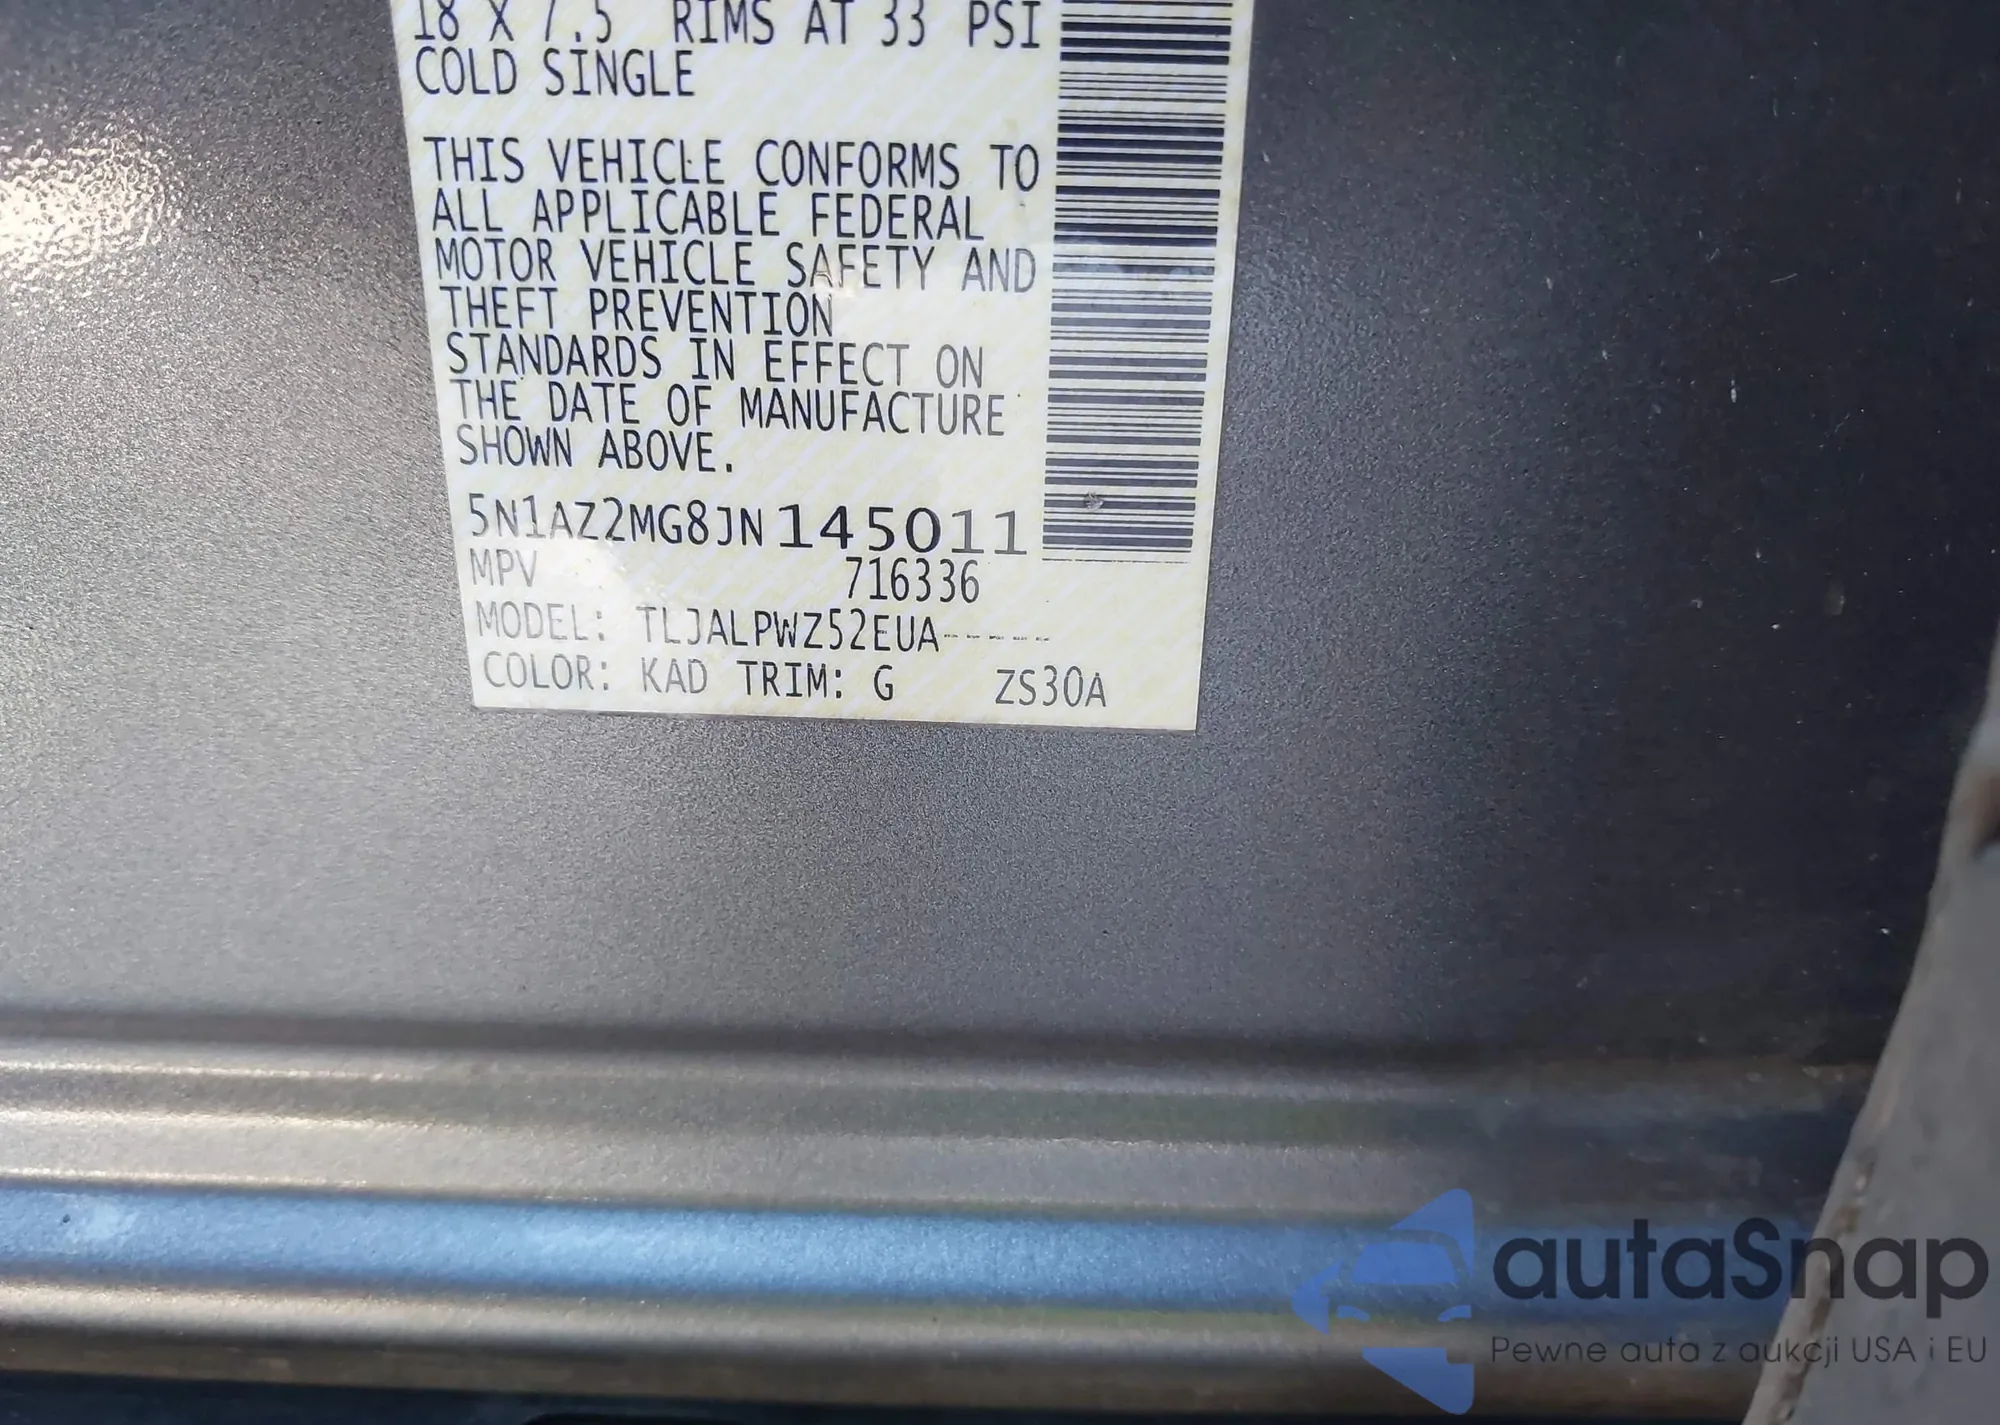 18 X 7.5 RIMS AT 33 PSI
COLD SINGLE
THIS VEHICLE CONFORMS TO
ALL APPLICABLE FEDERAL
MOTOR VEHICLE SAFETY AND
THEFT PREVENTION
STANDARDS IN EFFECT ON
THE DATE OF MANUFACTURE
SHOWN ABOVE.
5N1AZ2MG8JN145011
MPV 716336
MODEL: TLJALPWZ52EUA-----
COLOR: KAD TRIM: G ZS30A
autaSnap
Pewne auta z aukcji USA i EU